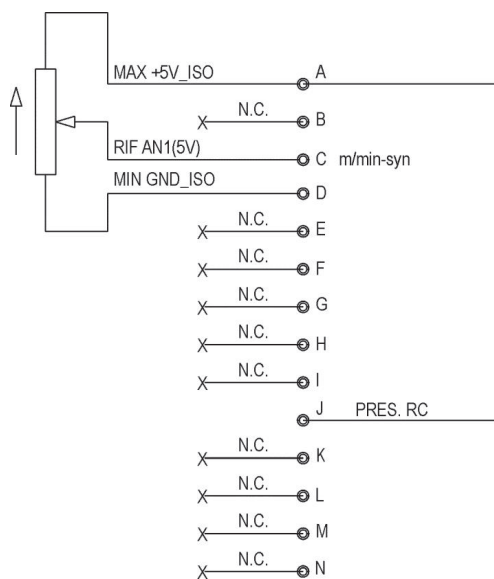 MAX +5V_ISO A
N.C. B
RIF AN1(5V) C m/min-syn
MIN GND_ISO D
N.C. E
N.C. F
N.C. G
N.C. H
N.C. I
J PRES. RC
N.C. K
N.C. L
N.C. M
N.C. N